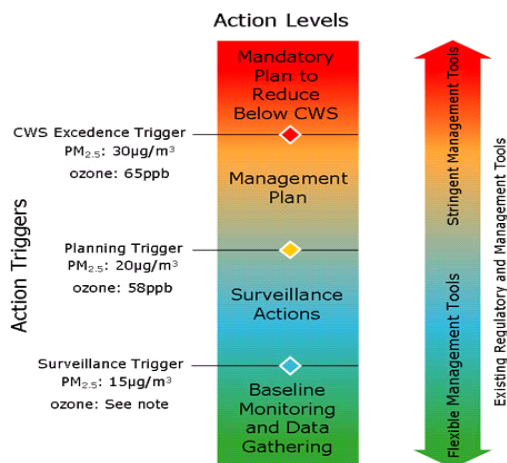 Action Levels
Mandatory
Plan to
Reduce
Below CWS
CWS Excedence Trigger
PM2.5: 30µg/m³
ozone: 65ppb
Management
Plan
Planning Trigger
PM2.5: 20µg/m³
ozone: 58ppb
Surveillance
Actions
Surveillance Trigger
PM2.5: 15µg/m³
ozone: See note
Baseline
Monitoring
and Data
Gathering
Action Triggers
Stringent Management Tools
Flexible Management Tools
Existing Regulatory and Management Tools